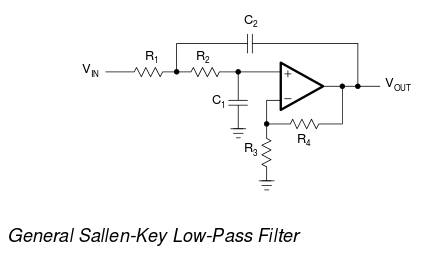 C2
R1
R2
VIN
+
VOUT
C1
−
R4
R3
General Sallen-Key Low-Pass Filter